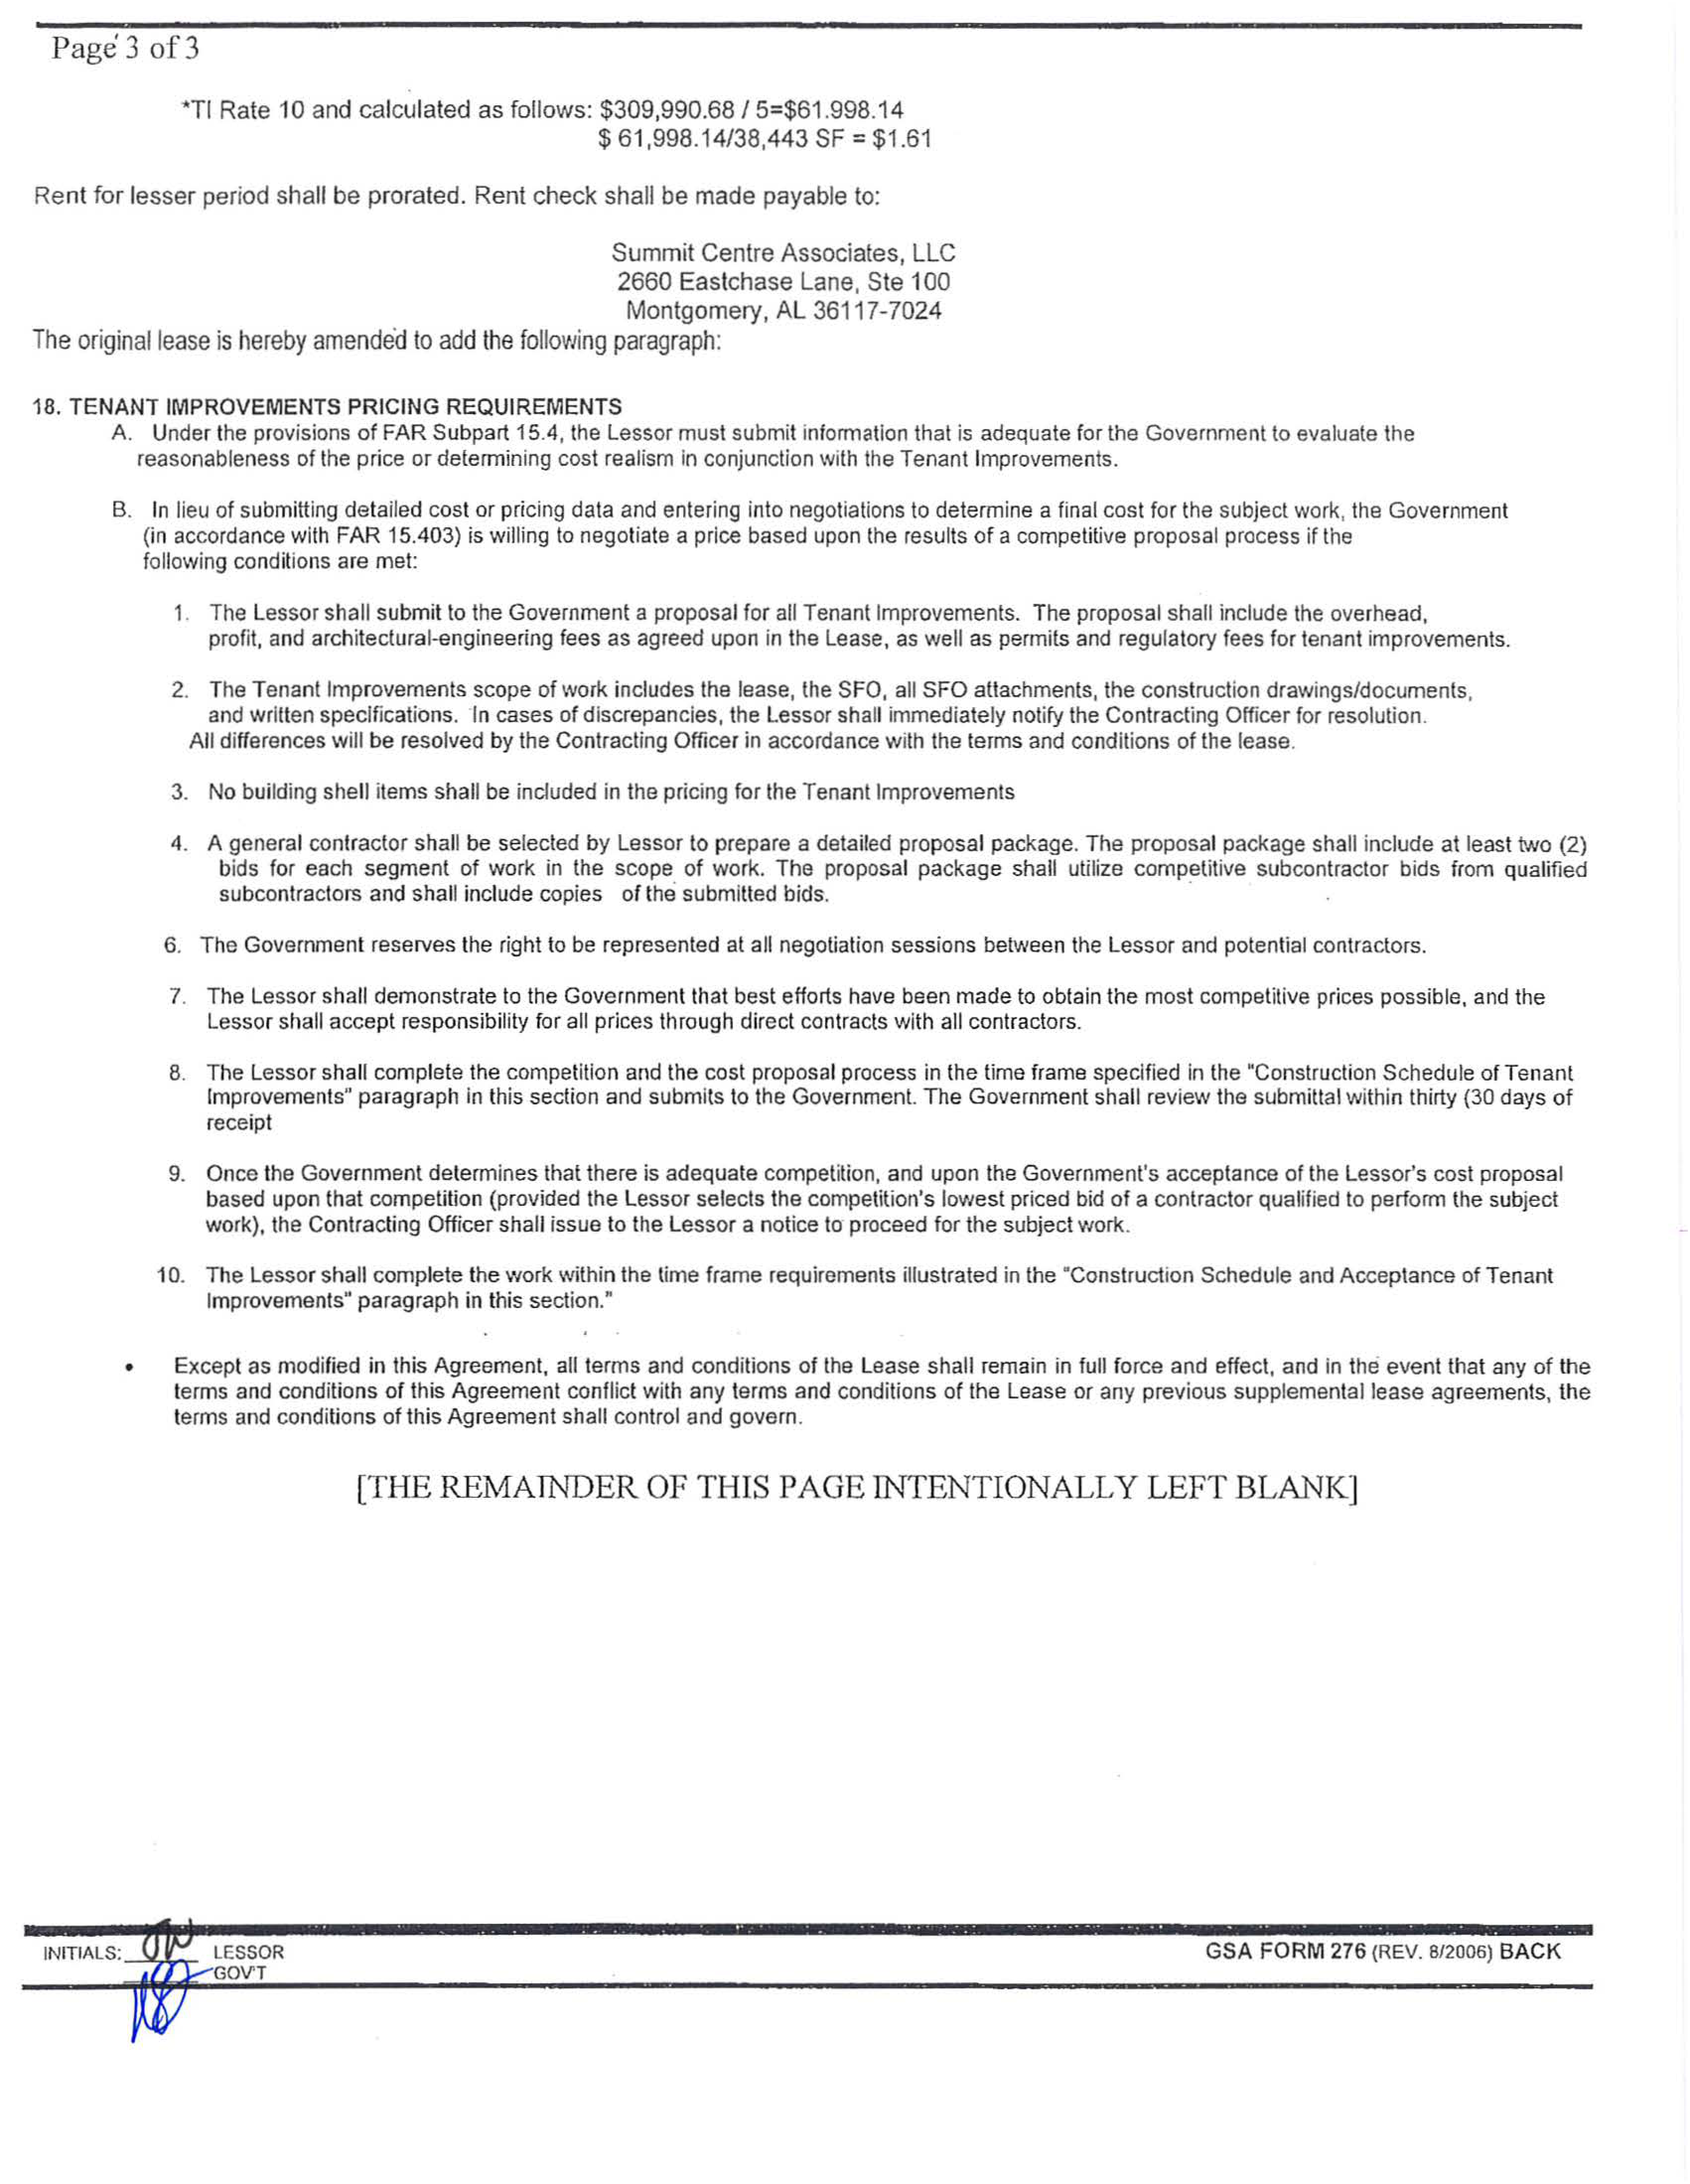 Page 3 of 3
*TI Rate 10 and calculated as follows: $309,990.68 / 5=$61.998.14
$ 61,998.14/38,443 SF = $1.61
Rent for lesser period shall be prorated. Rent check shall be made payable to:
Summit Centre Associates, LLC
2660 Eastchase Lane, Ste 100
Montgomery, AL 36117-7024
The original lease is hereby amended to add the following paragraph:
18. TENANT IMPROVEMENTS PRICING REQUIREMENTS
A. Under the provisions of FAR Subpart 15.4, the Lessor must submit information that is adequate for the Government to evaluate the
reasonableness of the price or determining cost realism in conjunction with the Tenant Improvements.
B. In lieu of submitting detailed cost or pricing data and entering into negotiations to determine a final cost for the subject work, the Government
(in accordance with FAR 15.403) is willing to negotiate a price based upon the results of a competitive proposal process if the
following conditions are met:
1. The Lessor shall submit to the Government a proposal for all Tenant Improvements. The proposal shall include the overhead,
profit, and architectural-engineering fees as agreed upon in the Lease, as well as permits and regulatory fees for tenant improvements.
2. The Tenant Improvements scope of work includes the lease, the SFO, all SFO attachments, the construction drawings/documents,
and written specifications. In cases of discrepancies, the Lessor shall immediately notify the Contracting Officer for resolution.
All differences will be resolved by the Contracting Officer in accordance with the terms and conditions of the lease.
3. No building shell items shall be included in the pricing for the Tenant Improvements
4. A general contractor shall be selected by Lessor to prepare a detailed proposal package. The proposal package shall include at least two (2)
bids for each segment of work in the scope of work. The proposal package shall utilize competitive subcontractor bids from qualified
subcontractors and shall include copies of the submitted bids.
6. The Government reserves the right to be represented at all negotiation sessions between the Lessor and potential contractors.
7. The Lessor shall demonstrate to the Government that best efforts have been made to obtain the most competitive prices possible, and the
Lessor shall accept responsibility for all prices through direct contracts with all contractors.
8. The Lessor shall complete the competition and the cost proposal process in the time frame specified in the "Construction Schedule of Tenant
Improvements" paragraph in this section and submits to the Government. The Government shall review the submittal within thirty (30 days of
receipt
9. Once the Government determines that there is adequate competition, and upon the Government's acceptance of the Lessor's cost proposal
based upon that competition (provided the Lessor selects the competition's lowest priced bid of a contractor qualified to perform the subject
work), the Contracting Officer shall issue to the Lessor a notice to proceed for the subject work.
10. The Lessor shall complete the work within the time frame requirements illustrated in the "Construction Schedule and Acceptance of Tenant
Improvements" paragraph in this section."
• Except as modified in this Agreement, all terms and conditions of the Lease shall remain in full force and effect, and in the event that any of the
terms and conditions of this Agreement conflict with any terms and conditions of the Lease or any previous supplemental lease agreements, the
terms and conditions of this Agreement shall control and govern.
[THE REMAINDER OF THIS PAGE INTENTIONALLY LEFT BLANK]
INITIALS: LESSOR
GOV'T
GSA FORM 276 (REV. 8/2006) BACK